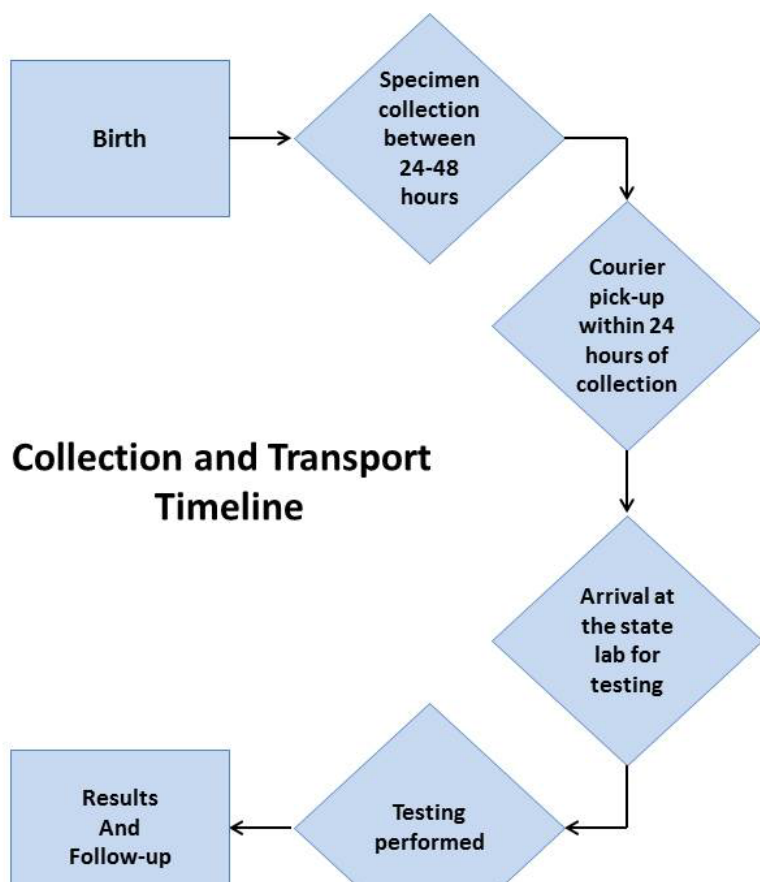 Birth
Specimen
collection
between
24-48
hours
Courier
pick-up
within 24
hours of
collection
Collection and Transport
Timeline
Arrival at
the state
lab for
testing
Testing
performed
Results
And
Follow-up